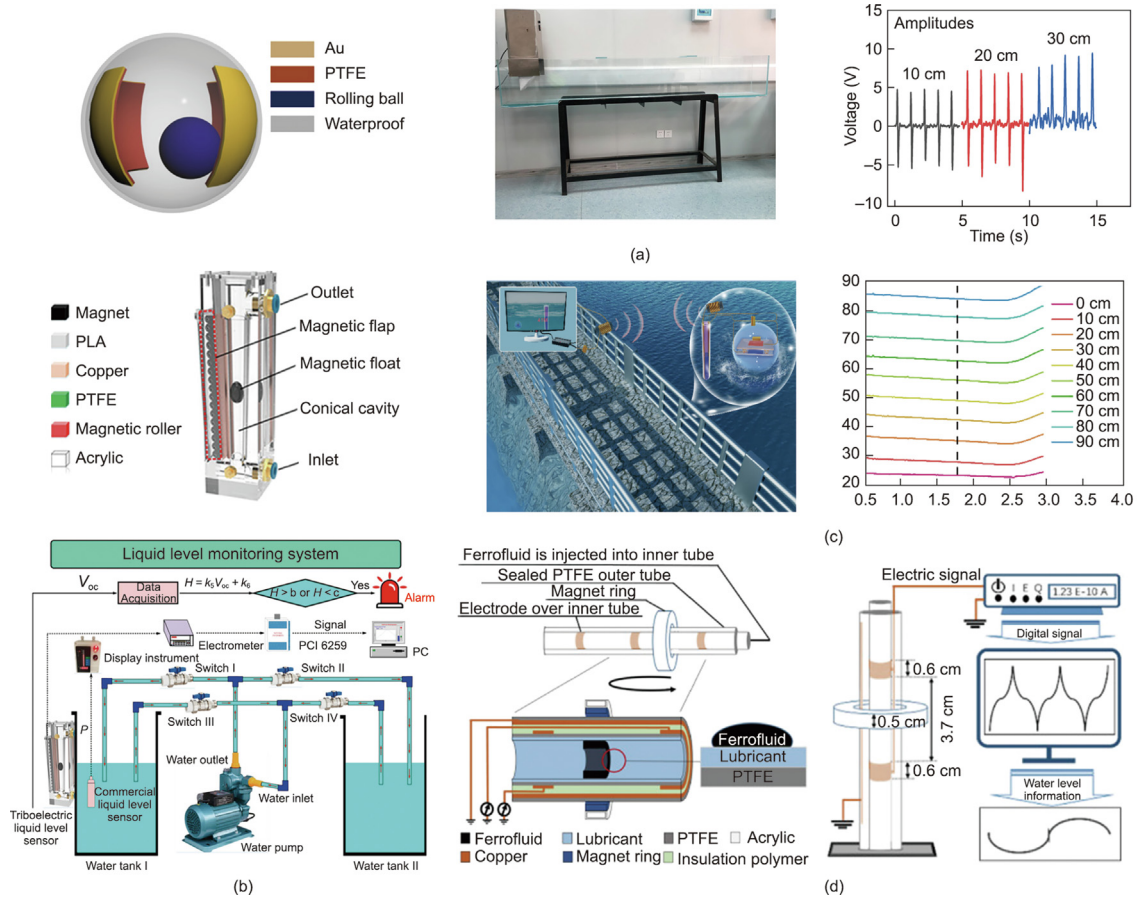 Au
PTFE
Rolling ball
Waterproof
Amplitudes
10 cm
20 cm
30 cm
15
10
5
0
–5
–10
Voltage (V)
0
5
10
15
Time (s)
(a)
Magnet
PLA
Copper
PTFE
Magnetic roller
Acrylic
Outlet
Magnetic flap
Magnetic float
Conical cavity
Inlet
90
80
70
60
50
40
30
20
0.5
1.0
1.5
2.0
2.5
3.0
3.5
4.0
0 cm
10 cm
20 cm
30 cm
40 cm
50 cm
60 cm
70 cm
80 cm
90 cm
(c)
Liquid level monitoring system
Voc
Data
Acquisition
H = k5Voc + k6
H > b or H < c
Yes
Alarm
Electrometer
Signal
PCI 6259
PC
Display instrument
Switch I
Switch II
Switch III
Switch IV
P
Water outlet
Water inlet
Commercial
liquid level
sensor
Triboelectric
liquid level
sensor
Water pump
Water tank I
Water tank II
(b)
Ferrofluid is injected into inner tube
Sealed PTFE outer tube
Magnet ring
Electrode over inner tube
Ferrofluid
Lubricant
PTFE
Ferrofluid
Lubricant
PTFE
Acrylic
Copper
Magnet ring
Insulation polymer
Electric signal
I E Q
1.23 E-10 A
Digital signal
0.6 cm
0.5 cm
3.7 cm
0.6 cm
Water level
information
(d)